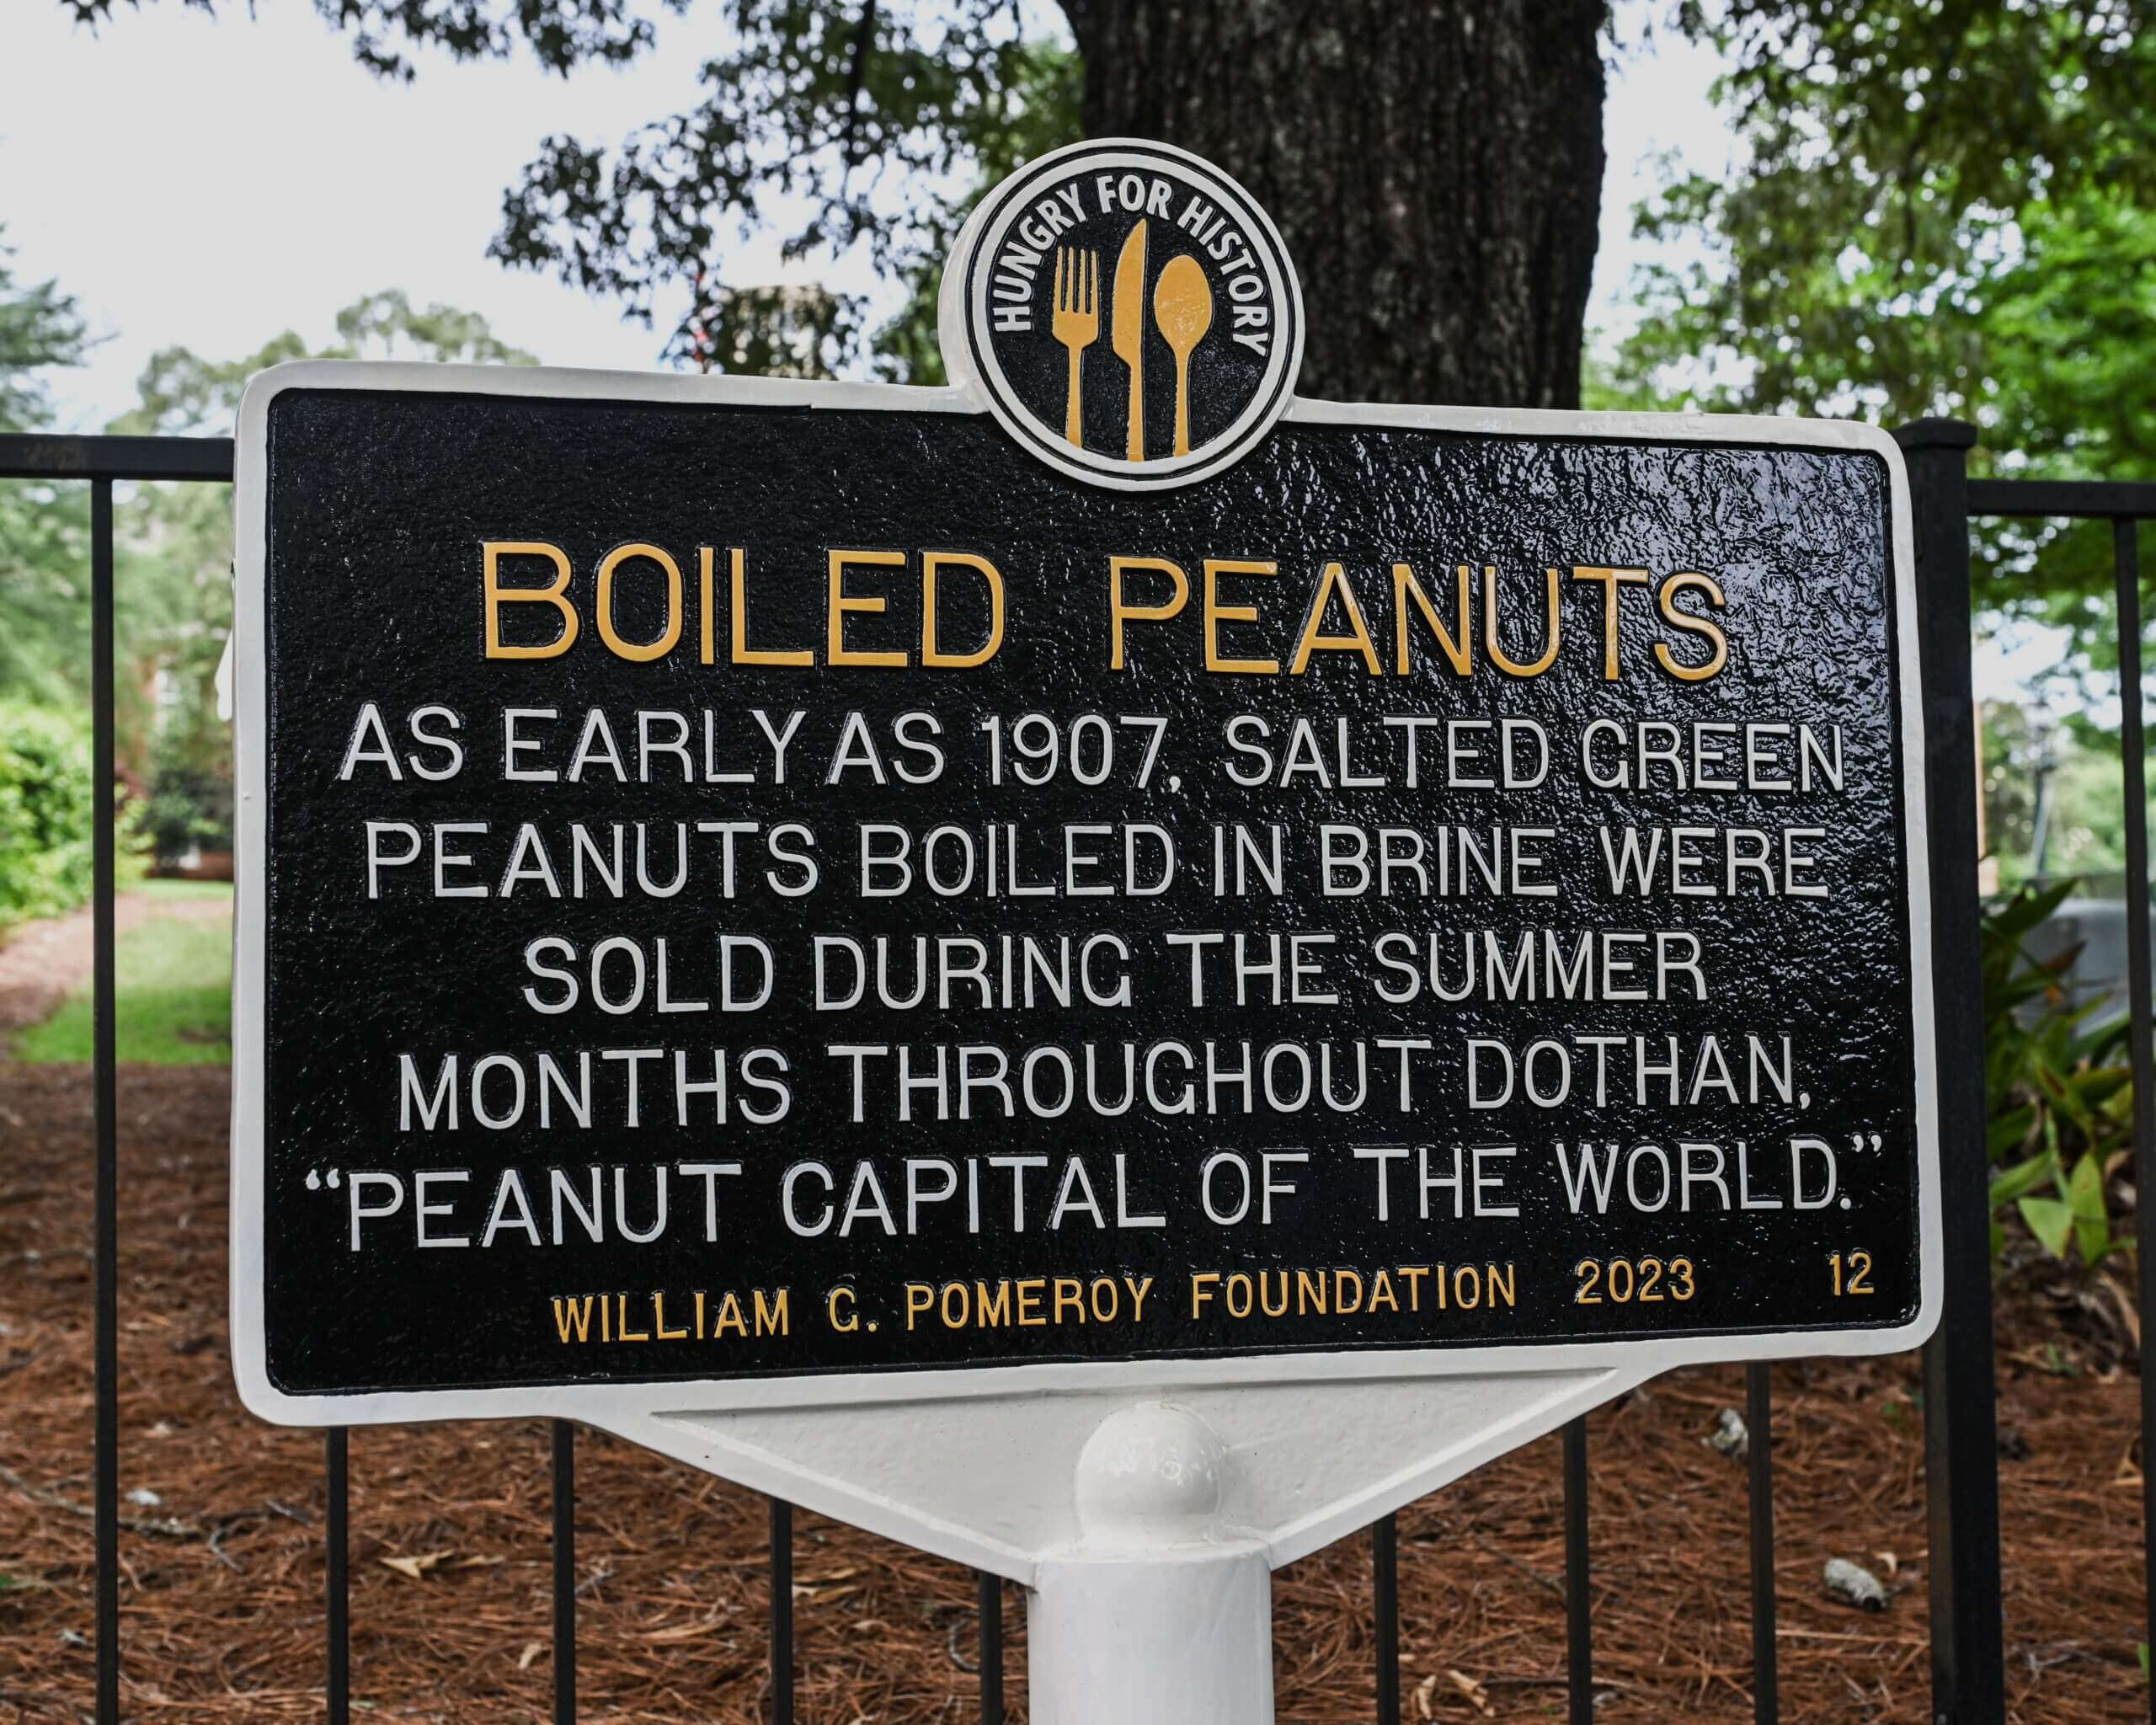 HUNGRY FOR HISTORY
BOILED PEANUTS
AS EARLY AS 1907, SALTED GREEN
PEANUTS BOILED IN BRINE WERE
SOLD DURING THE SUMMER
MONTHS THROUGHOUT DOTHAN,
“PEANUT CAPITAL OF THE WORLD.”
WILLIAM G. POMEROY FOUNDATION 2023 12